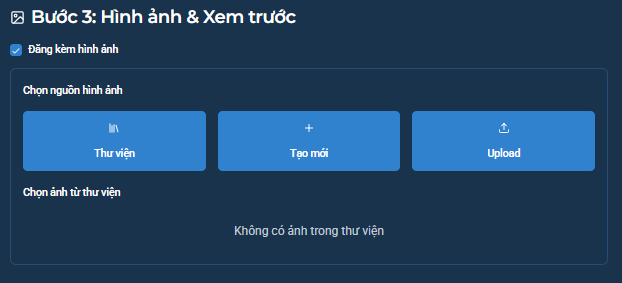 Bước 3: Hình ảnh & Xem trước
Đăng kèm hình ảnh
Chọn nguồn hình ảnh
Thư viện
Tạo mới
Upload
Chọn ảnh từ thư viện
Không có ảnh trong thư viện